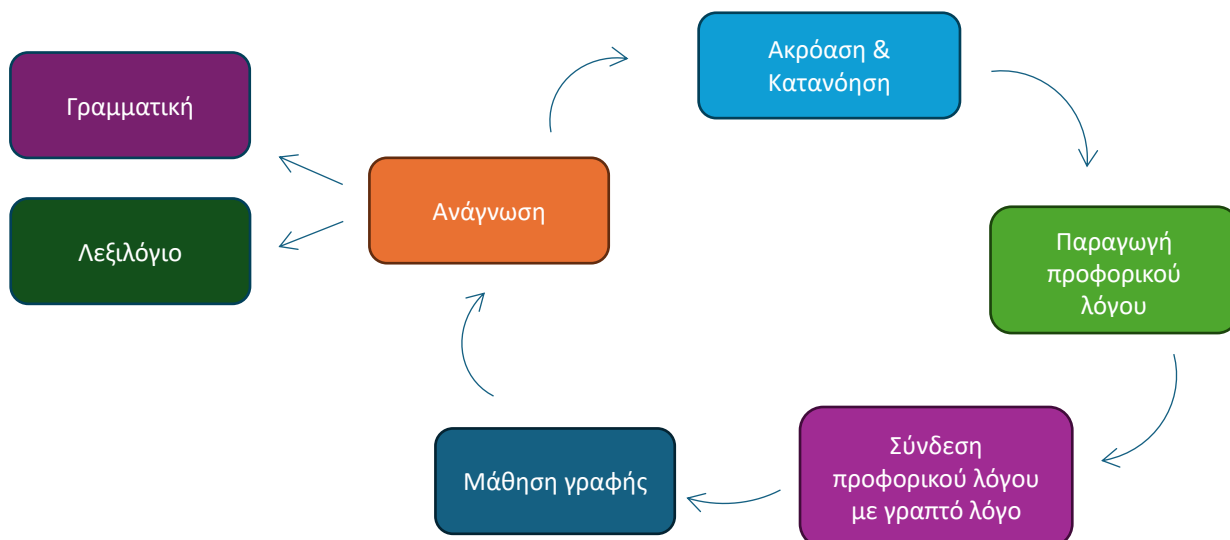 Ακρόαση &
Κατανόηση
Γραμματική
Ανάγνωση
Λεξιλόγιο
Παραγωγή
προφορικού
λόγου
Σύνδεση
προφορικού λόγου
με γραπτό λόγο
Μάθηση γραφής